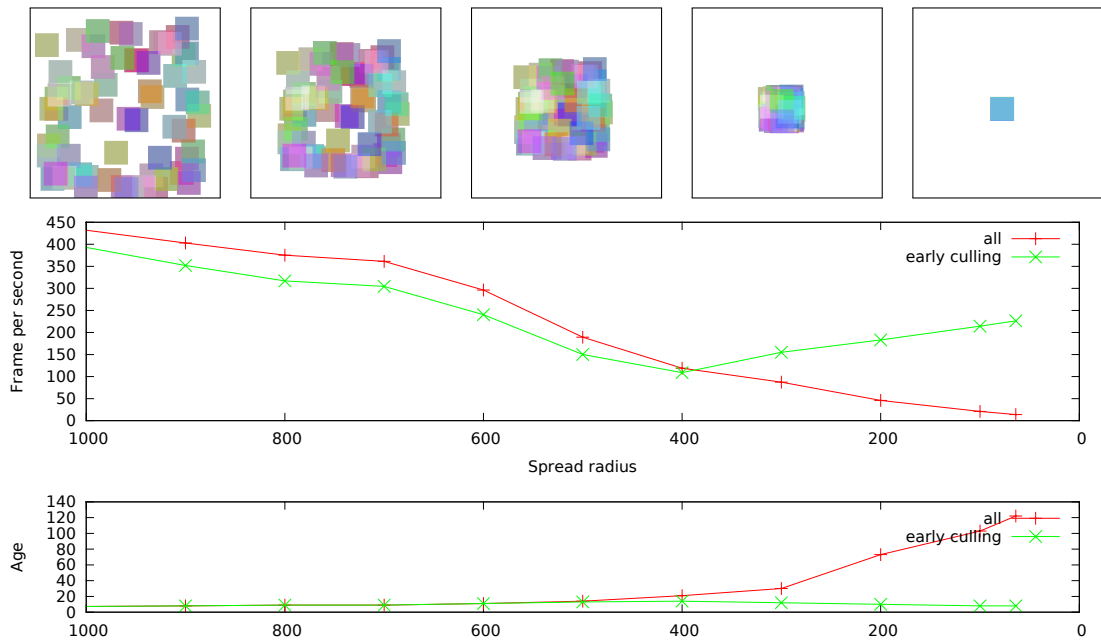 450
400
350
300
250
200
150
100
50
0
Frame per second
all
early culling
1000 800 600 400 200 0
Spread radius
140
120
100
80
60
40
20
0
Age
all
early culling
1000 800 600 400 200 0